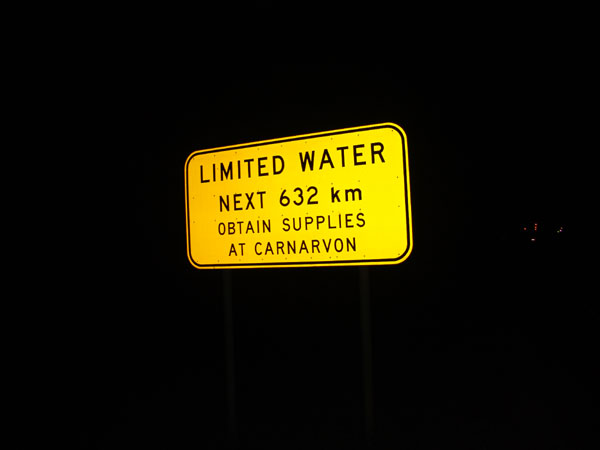 LIMITED WATER
NEXT 632 km
OBTAIN SUPPLIES
AT CARNARVON